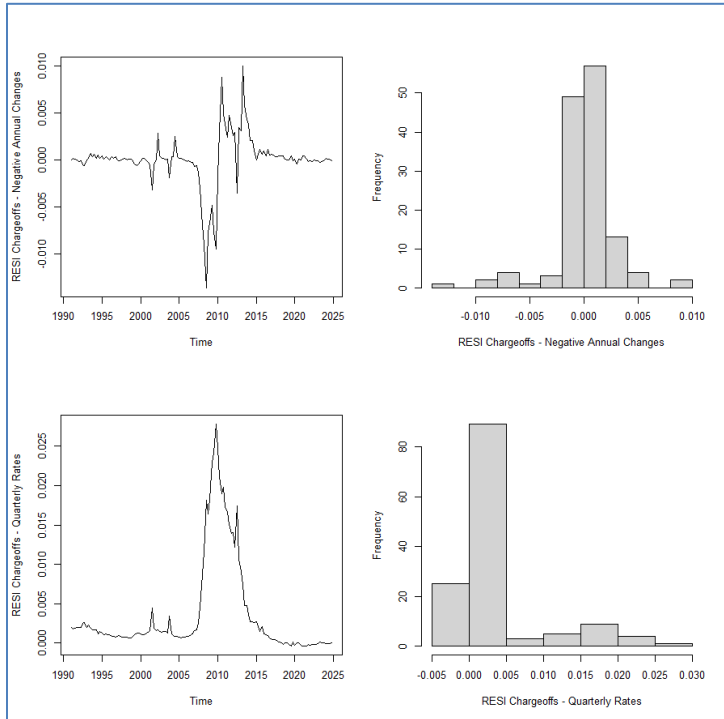 RESI Chargeoffs - Negative Annual Changes
0.010
0.005
0.000
-0.005
-0.010
1990 1995 2000 2005 2010 2015 2020 2025
Time
Frequency
50
40
30
20
10
0
-0.010 -0.005 0.000 0.005 0.010
RESI Chargeoffs - Negative Annual Changes
RESI Chargeoffs - Quarterly Rates
0.025
0.020
0.015
0.010
0.005
0.000
1990 1995 2000 2005 2010 2015 2020 2025
Time
Frequency
80
60
40
20
0
-0.005 0.000 0.005 0.010 0.015 0.020 0.025 0.030
RESI Chargeoffs - Quarterly Rates